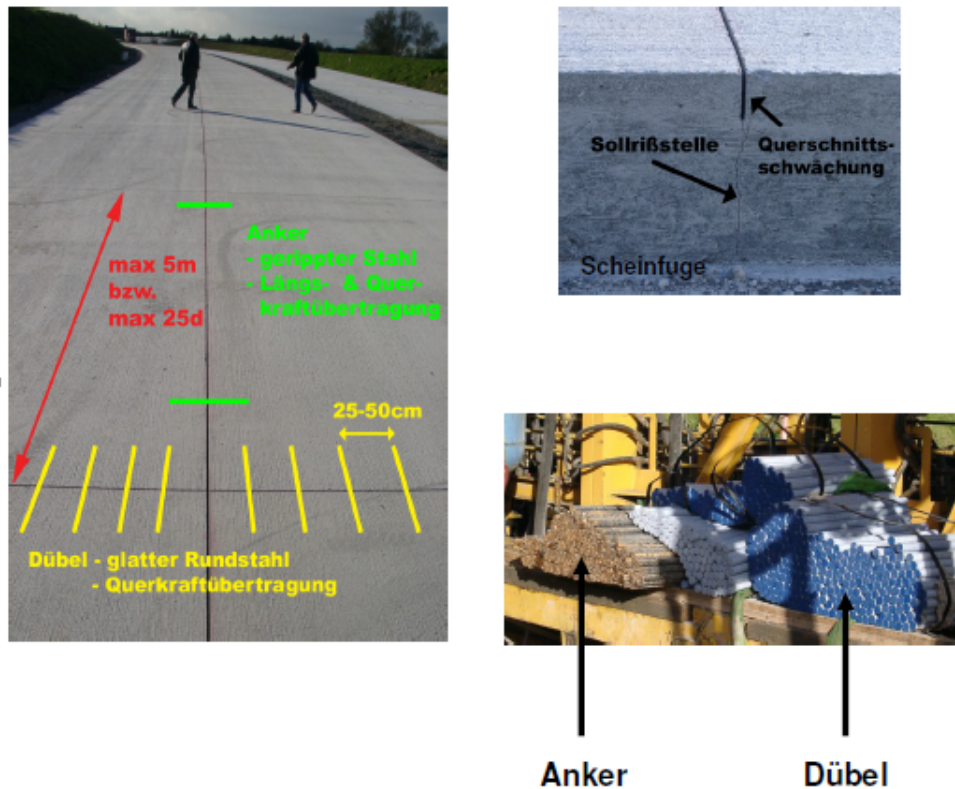 max 5m
bzw.
max 25d
Anker
- gerippter Stahl
- Längs- & Quer-
kraftübertragung
25-50cm
Dübel - glatter Rundstahl
- Querkraftübertragung
Sollrißstelle
Querschnitts-
schwächung
Scheinfuge
Anker
Dübel